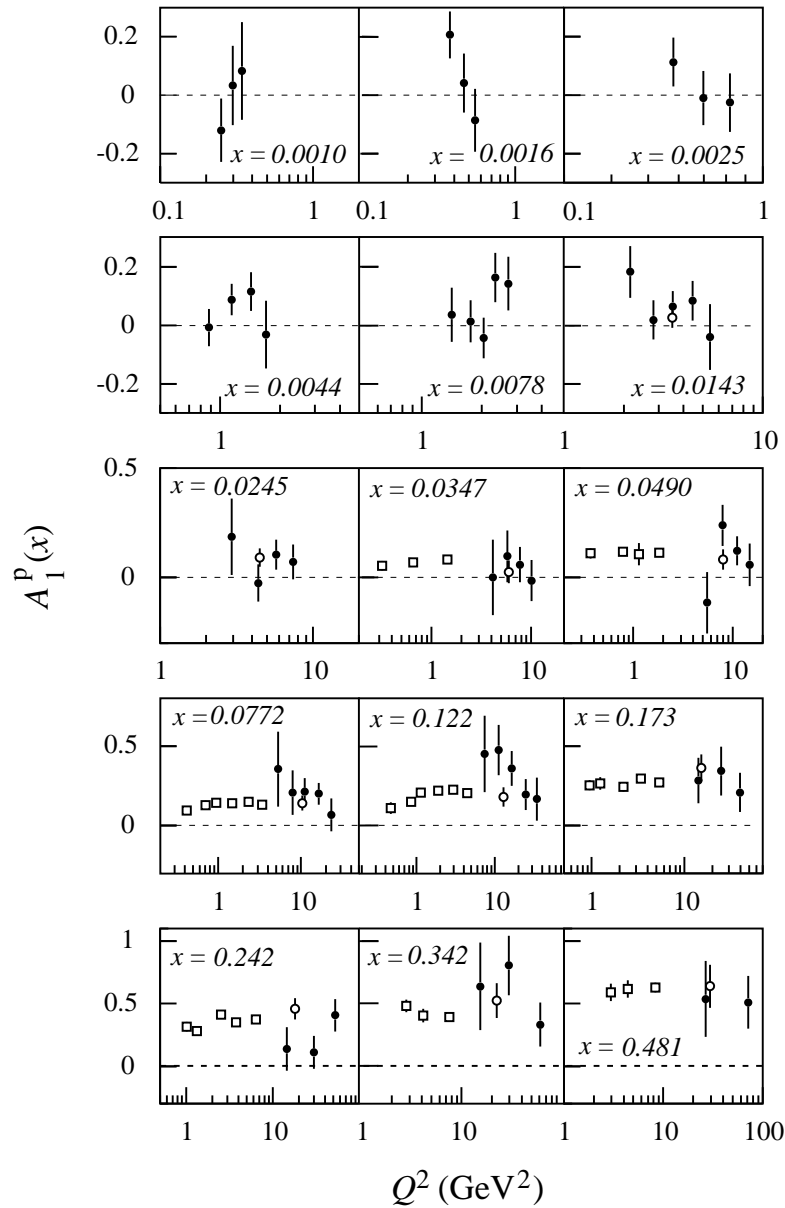 0.2
0
-0.2
x = 0.0010
x = 0.0016
x = 0.0025
0.1 1 0.1 1 0.1 1
0.2
0
-0.2
x = 0.0044
x = 0.0078
x = 0.0143
1 1 1 10
0.5
0
x = 0.0245
x = 0.0347
x = 0.0490
1 10 1 10 1 10
0.5
0
x = 0.0772
x = 0.122
x = 0.173
1 10 1 10 1 10
1
0.5
0
x = 0.242
x = 0.342
x = 0.481
1 10 1 10 1 10 100
A₁ᵖ(x)
Q² (GeV²)